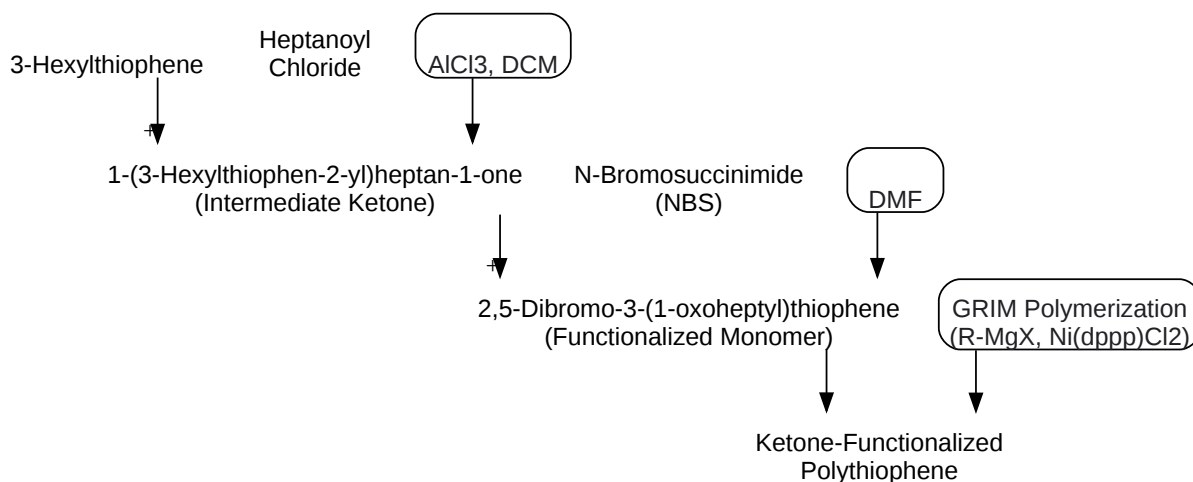 3-Hexylthiophene
Heptanoyl
Chloride
AlCl3, DCM
+
1-(3-Hexylthiophen-2-yl)heptan-1-one
(Intermediate Ketone)
N-Bromosuccinimide
(NBS)
DMF
+
2,5-Dibromo-3-(1-oxoheptyl)thiophene
(Functionalized Monomer)
GRIM Polymerization
(R-MgX, Ni(dppp)Cl2)
Ketone-Functionalized
Polythiophene